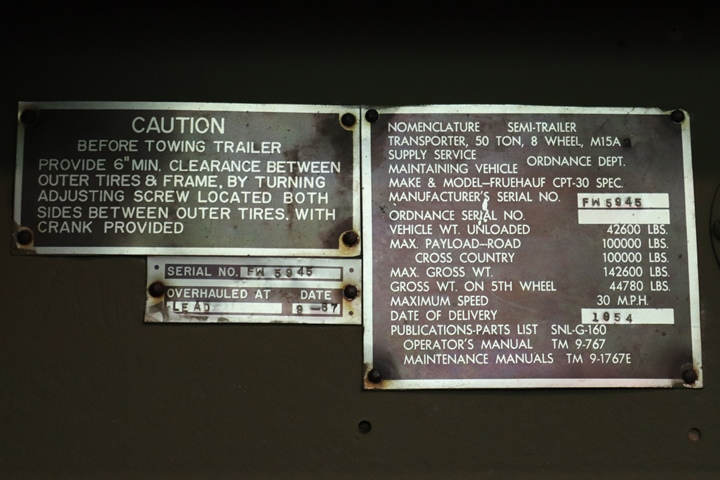 CAUTION
BEFORE TOWING TRAILER
PROVIDE 6" MIN. CLEARANCE BETWEEN
OUTER TIRES & FRAME, BY TURNING
ADJUSTING SCREW LOCATED BOTH
SIDES BETWEEN OUTER TIRES, WITH
CRANK PROVIDED
SERIAL NO. FW 5945
OVERHAULED AT DATE
LEAD 9-67
NOMENCLATURE SEMI-TRAILER
TRANSPORTER, 50 TON, 8 WHEEL, M15A2
SUPPLY SERVICE
ORDNANCE DEPT.
MAINTAINING VEHICLE
MAKE & MODEL-FRUEHAUF CPT-30 SPEC.
MANUFACTURER'S SERIAL NO. FW5945
ORDNANCE SERIAL NO.
VEHICLE WT. UNLOADED 42600 LBS.
MAX. PAYLOAD-ROAD 100000 LBS.
CROSS COUNTRY 100000 LBS.
MAX. GROSS WT. 142600 LBS.
GROSS WT. ON 5TH WHEEL 44780 LBS.
MAXIMUM SPEED 30 M.P.H.
DATE OF DELIVERY 1954
PUBLICATIONS-PARTS LIST SNL-G-160
OPERATOR'S MANUAL TM 9-767
MAINTENANCE MANUALS TM 9-1767E